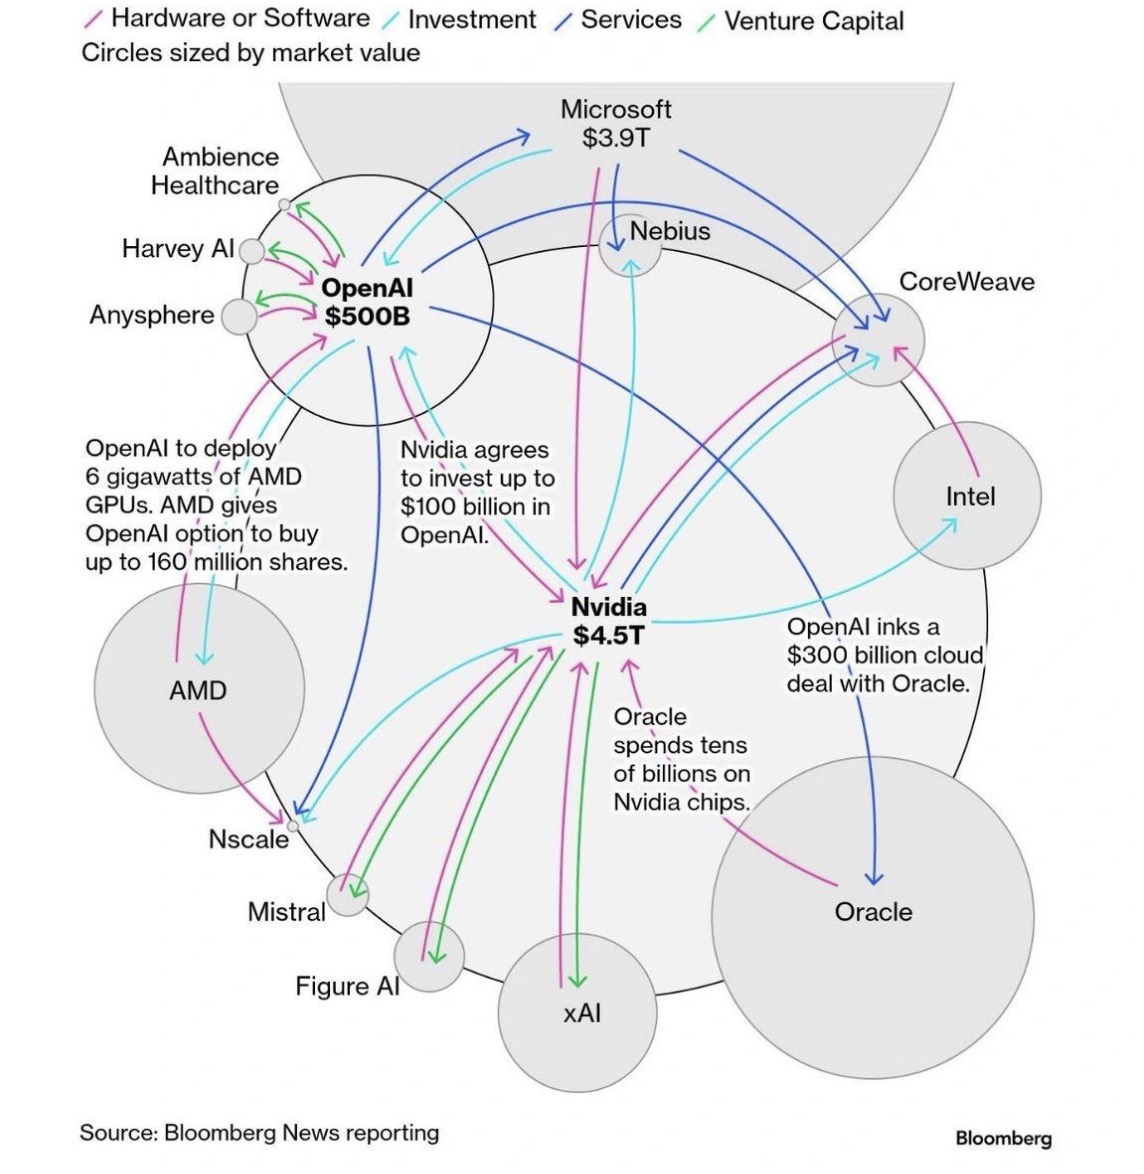 Hardware or Software Investment Services Venture Capital
Circles sized by market value
Microsoft
$3.9T
Ambience
Healthcare
Harvey AI
Nebius
OpenAI
$500B
CoreWeave
Anysphere
OpenAI to deploy
6 gigawatts of AMD
GPUs. AMD gives
OpenAI option to buy
up to 160 million shares.
Nvidia agrees
to invest up to
$100 billion in
OpenAI.
Intel
Nvidia
$4.5T
OpenAI inks a
$300 billion cloud
deal with Oracle.
AMD
Oracle
spends tens
of billions on
Nvidia chips.
Nscale
Mistral
Oracle
Figure AI
xAI
Source: Bloomberg News reporting
Bloomberg